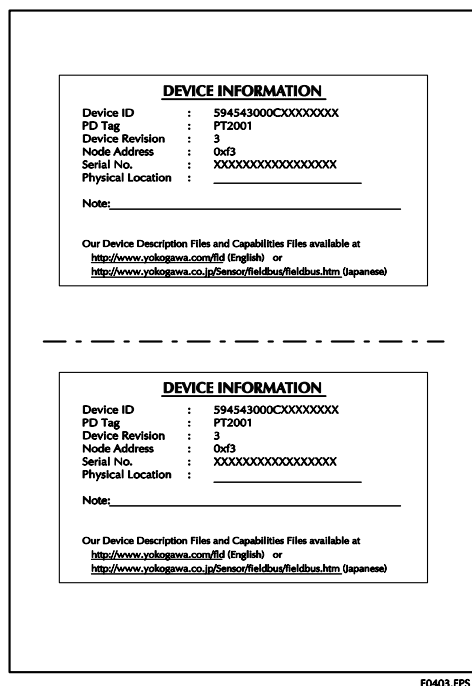 DEVICE INFORMATION
Device ID : 594543000CXXXXXXXX
PD Tag : PT2001
Device Revision : 3
Node Address : 0xf3
Serial No. : XXXXXXXXXXXXXXXXX
Physical Location :
Note:
Our Device Description Files and Capabilities Files available at
http://www.yokogawa.com/fld (English) or
http://www.yokogawa.co.jp/Sensor/fieldbus/fieldbus.htm (Japanese)
DEVICE INFORMATION
Device ID : 594543000CXXXXXXXX
PD Tag : PT2001
Device Revision : 3
Node Address : 0xf3
Serial No. : XXXXXXXXXXXXXXXXX
Physical Location :
Note:
Our Device Description Files and Capabilities Files available at
http://www.yokogawa.com/fld (English) or
http://www.yokogawa.co.jp/Sensor/fieldbus/fieldbus.htm (Japanese)
F0403.EPS